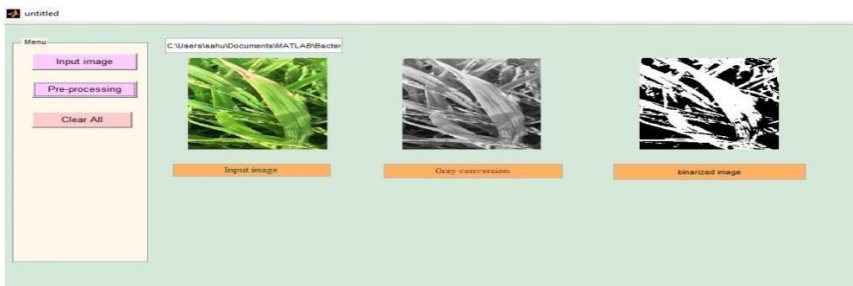 untitled
Menu
Input image
Pre-processing
Clear All
C:\Users\sahu\Documents\MATLAB\Bacter
Input image
Gray conversion
binarized image